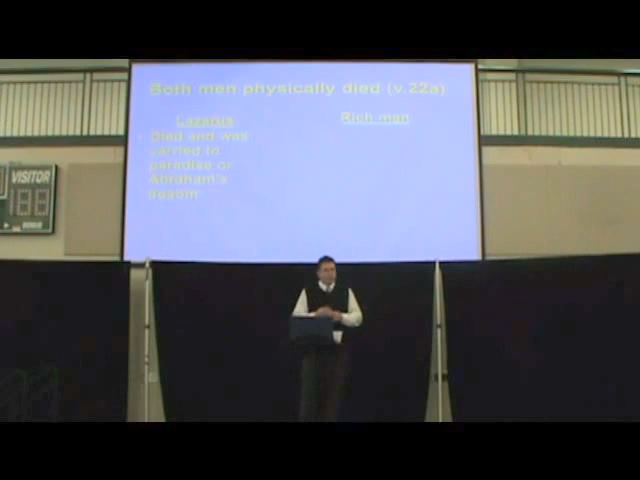 Both men physically died (v.22a)
Lazarus
Rich man
Died and was
carried to
paradise or
Abraham's
bosom
VISITOR